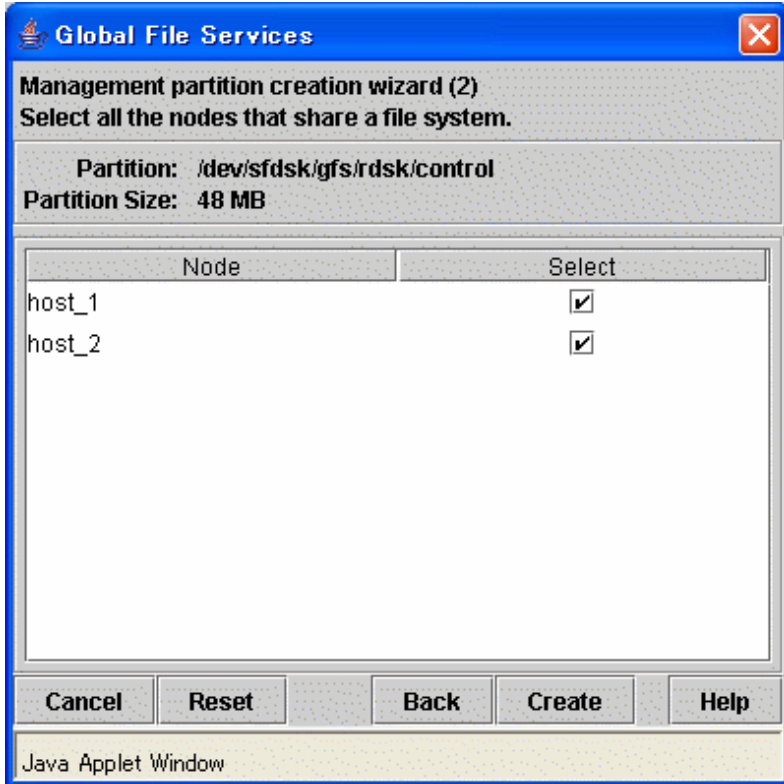 Global File Services
Management partition creation wizard (2)
Select all the nodes that share a file system.
Partition: /dev/sfdsk/gfs/rdsk/control
Partition Size: 48 MB
Node Select
host_1
host_2
Cancel Reset Back Create Help
Java Applet Window